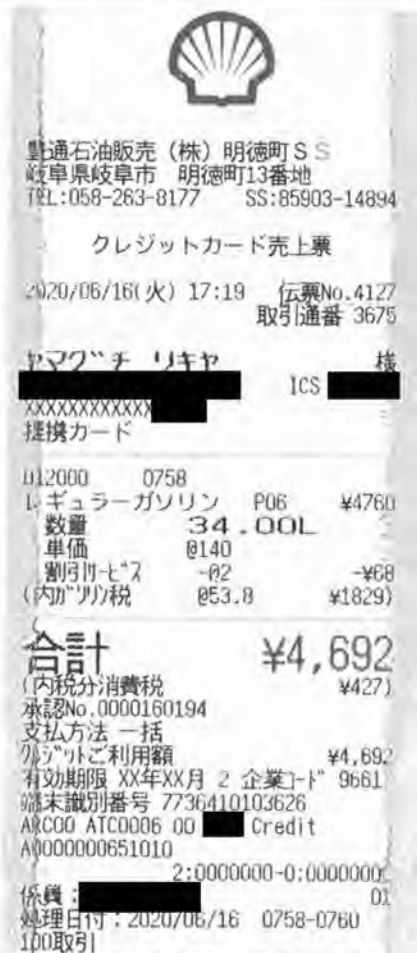 豊通石油販売（株）明徳町SS
岐阜県岐阜市 明徳町13番地
TEL:058-263-8177 SS:85903-14894
クレジットカード売上票
2020/06/16(火) 17:19 伝票No.4127
取引通番 3675
ヤマグチ リキヤ 様
ICS
XXXXXXXXXXXX
提携カード
012000 0758
レギュラーガソリン P06 ¥4760
数量 34.00L
単価 @140
割引サービス -@2 -¥68
(内ガソリン税 @53.8 ¥1829)
合計 ¥4,692
(内税分消費税 ¥427)
承認No.0000160194
支払方法 一括
クレジットご利用額 ¥4,692
有効期限 XX年XX月 2 企業コード 9661
端末識別番号 7736410103626
ARC00 ATC0006 00 Credit
A0000000651010
2:0000000-0:0000000
係員: 01
処理日付:2020/06/16 0758-0760
100取引